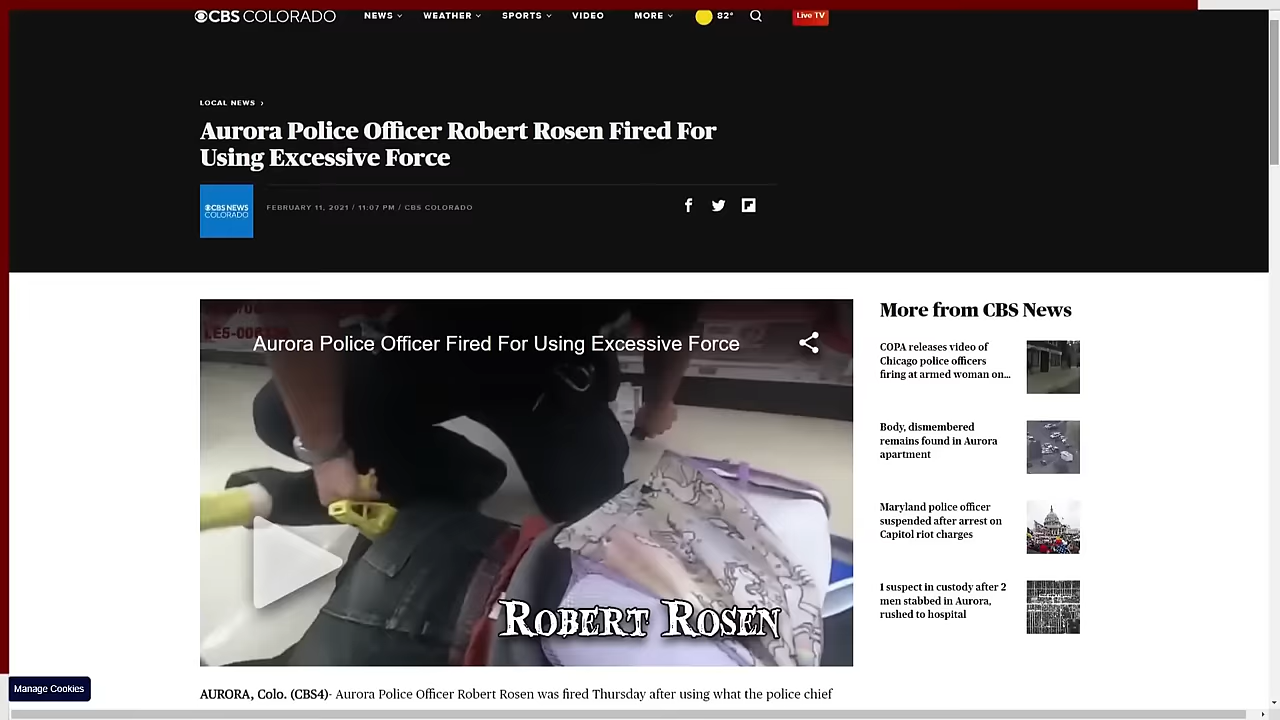 CBS COLORADO
NEWS
WEATHER
SPORTS
VIDEO
MORE
82°
Live TV
LOCAL NEWS ›
Aurora Police Officer Robert Rosen Fired For
Using Excessive Force
CBS NEWS
COLORADO
FEBRUARY 11, 2021 / 11:07 PM / CBS COLORADO
Aurora Police Officer Fired For Using Excessive Force
ROBERT ROSEN
More from CBS News
COPA releases video of
Chicago police officers
firing at armed woman on...
Body, dismembered
remains found in Aurora
apartment
Maryland police officer
suspended after arrest on
Capitol riot charges
1 suspect in custody after 2
men stabbed in Aurora,
rushed to hospital
Manage Cookies
AURORA, Colo. (CBS4)- Aurora Police Officer Robert Rosen was fired Thursday after using what the police chief